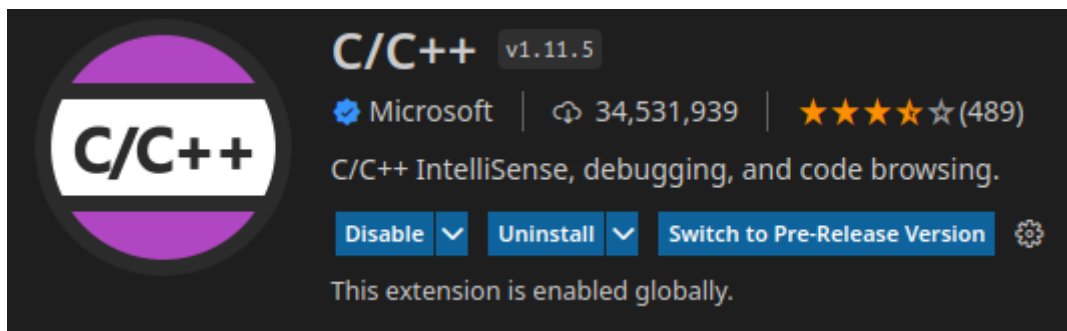 C/C++ v1.11.5
Microsoft 34,531,939 (489)
C/C++
C/C++ IntelliSense, debugging, and code browsing.
Disable Uninstall Switch to Pre-Release Version
This extension is enabled globally.